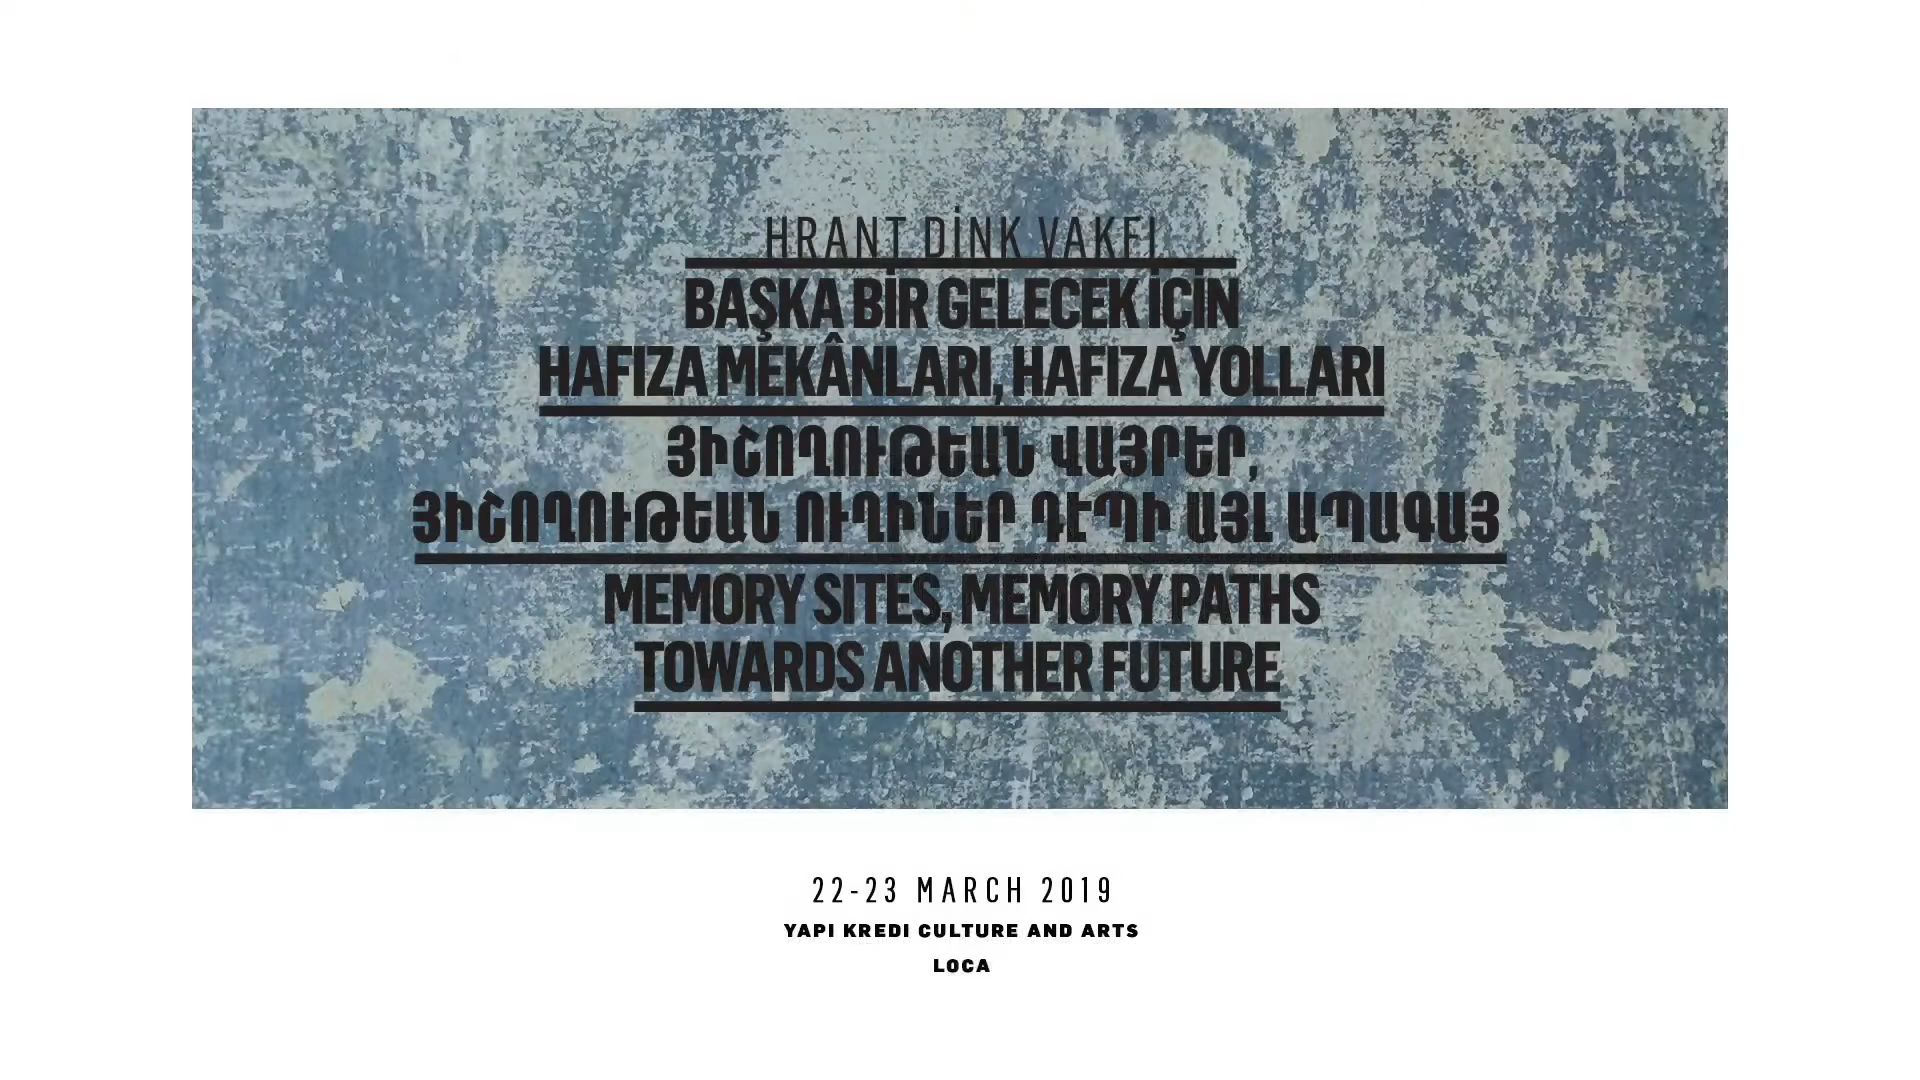 HRANT DİNK VAKFI
BAŞKA BİR GELECEK İÇİN
HAFIZA MEKÂNLARI, HAFIZA YOLLARI
ՅԻՇՈՂՈՒԹԵԱՆ ՎԱՅՐԵՐ,
ՅԻՇՈՂՈՒԹԵԱՆ ՈՒՂԻՆԵՐ ԴԷՊԻ ԱՅԼ ԱՊԱԳԱՅ
MEMORY SITES, MEMORY PATHS
TOWARDS ANOTHER FUTURE
22-23 MARCH 2019
YAPI KREDI CULTURE AND ARTS
LOCA